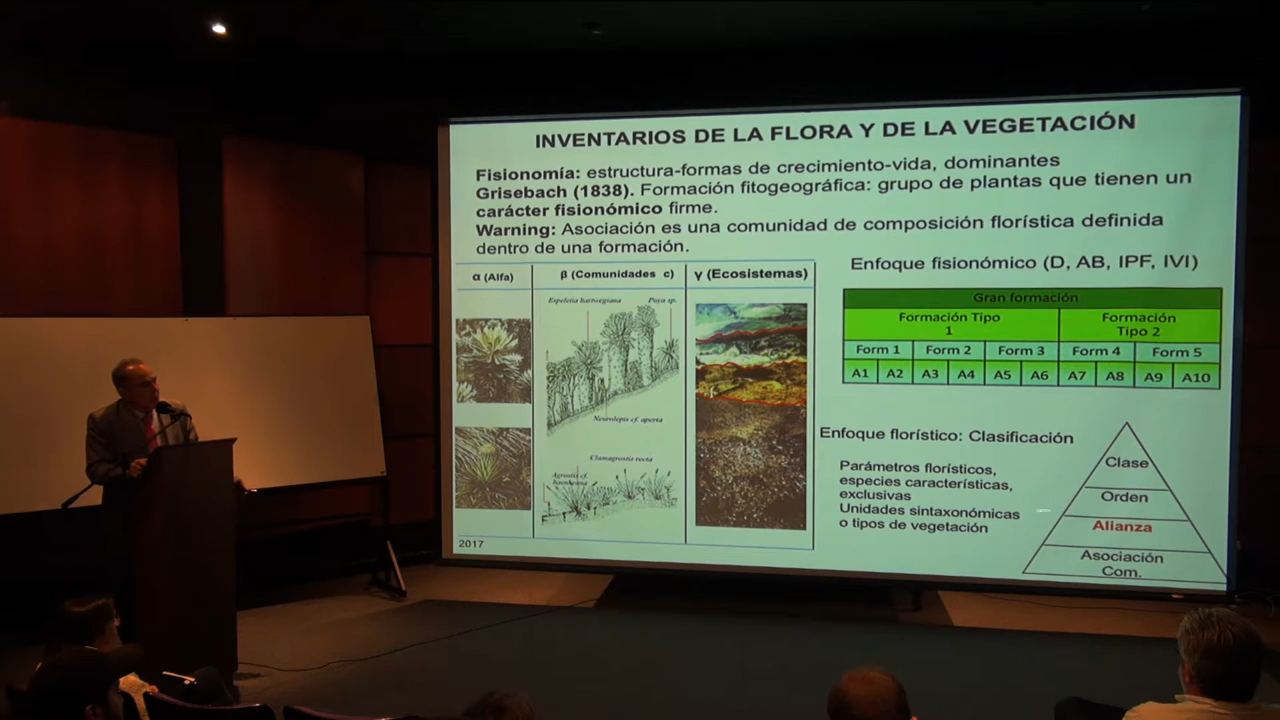 INVENTARIOS DE LA FLORA Y DE LA VEGETACIÓN
Fisionomía: estructura-formas de crecimiento-vida, dominantes
Grisebach (1838). Formación fitogeográfica: grupo de plantas que tienen un
carácter fisionómico firme.
Warning: Asociación es una comunidad de composición florística definida
dentro de una formación.
α (Alfa)
β (Comunidades c)
γ (Ecosistemas)
Espeletia hartwegiana
Puya sp.
Neurolepis cf. aperta
Clamagrostis recta
Agrostis cf.
haenkeana
2017
Enfoque fisionómico (D, AB, IPF, IVI)
Gran formación
Formación Tipo
1
Formación
Tipo 2
Form 1 Form 2 Form 3 Form 4 Form 5
A1 A2 A3 A4 A5 A6 A7 A8 A9 A10
Enfoque florístico: Clasificación
Parámetros florísticos,
especies características,
exclusivas
Unidades sintaxonómicas
o tipos de vegetación
Clase
Orden
Alianza
Asociación
Com.